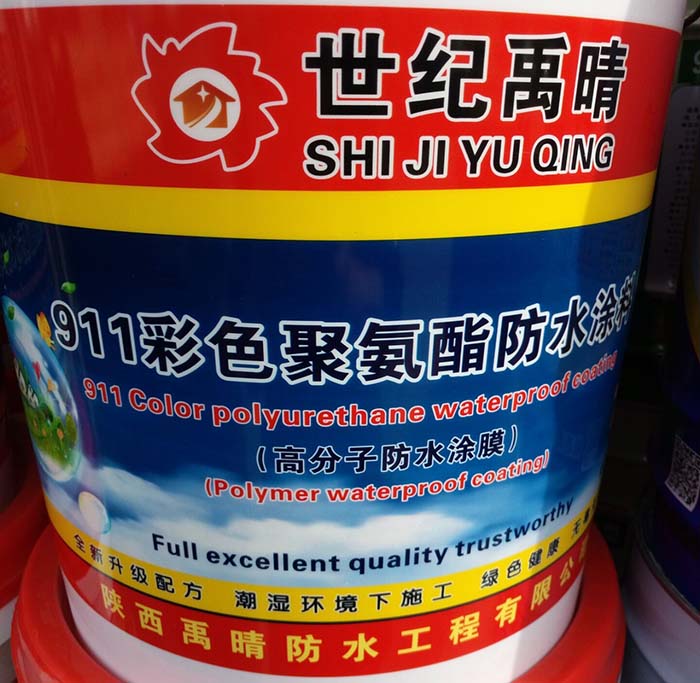 世纪禹晴
SHI JI YU QING
911彩色聚氨酯防水涂料
911 Color polyurethane waterproof coating
(高分子防水涂膜)
(Polymer waterproof coating)
Full excellent quality trustworthy
全新升级配方 潮湿环境下施工 绿色健康
陕西禹晴防水工程有限公